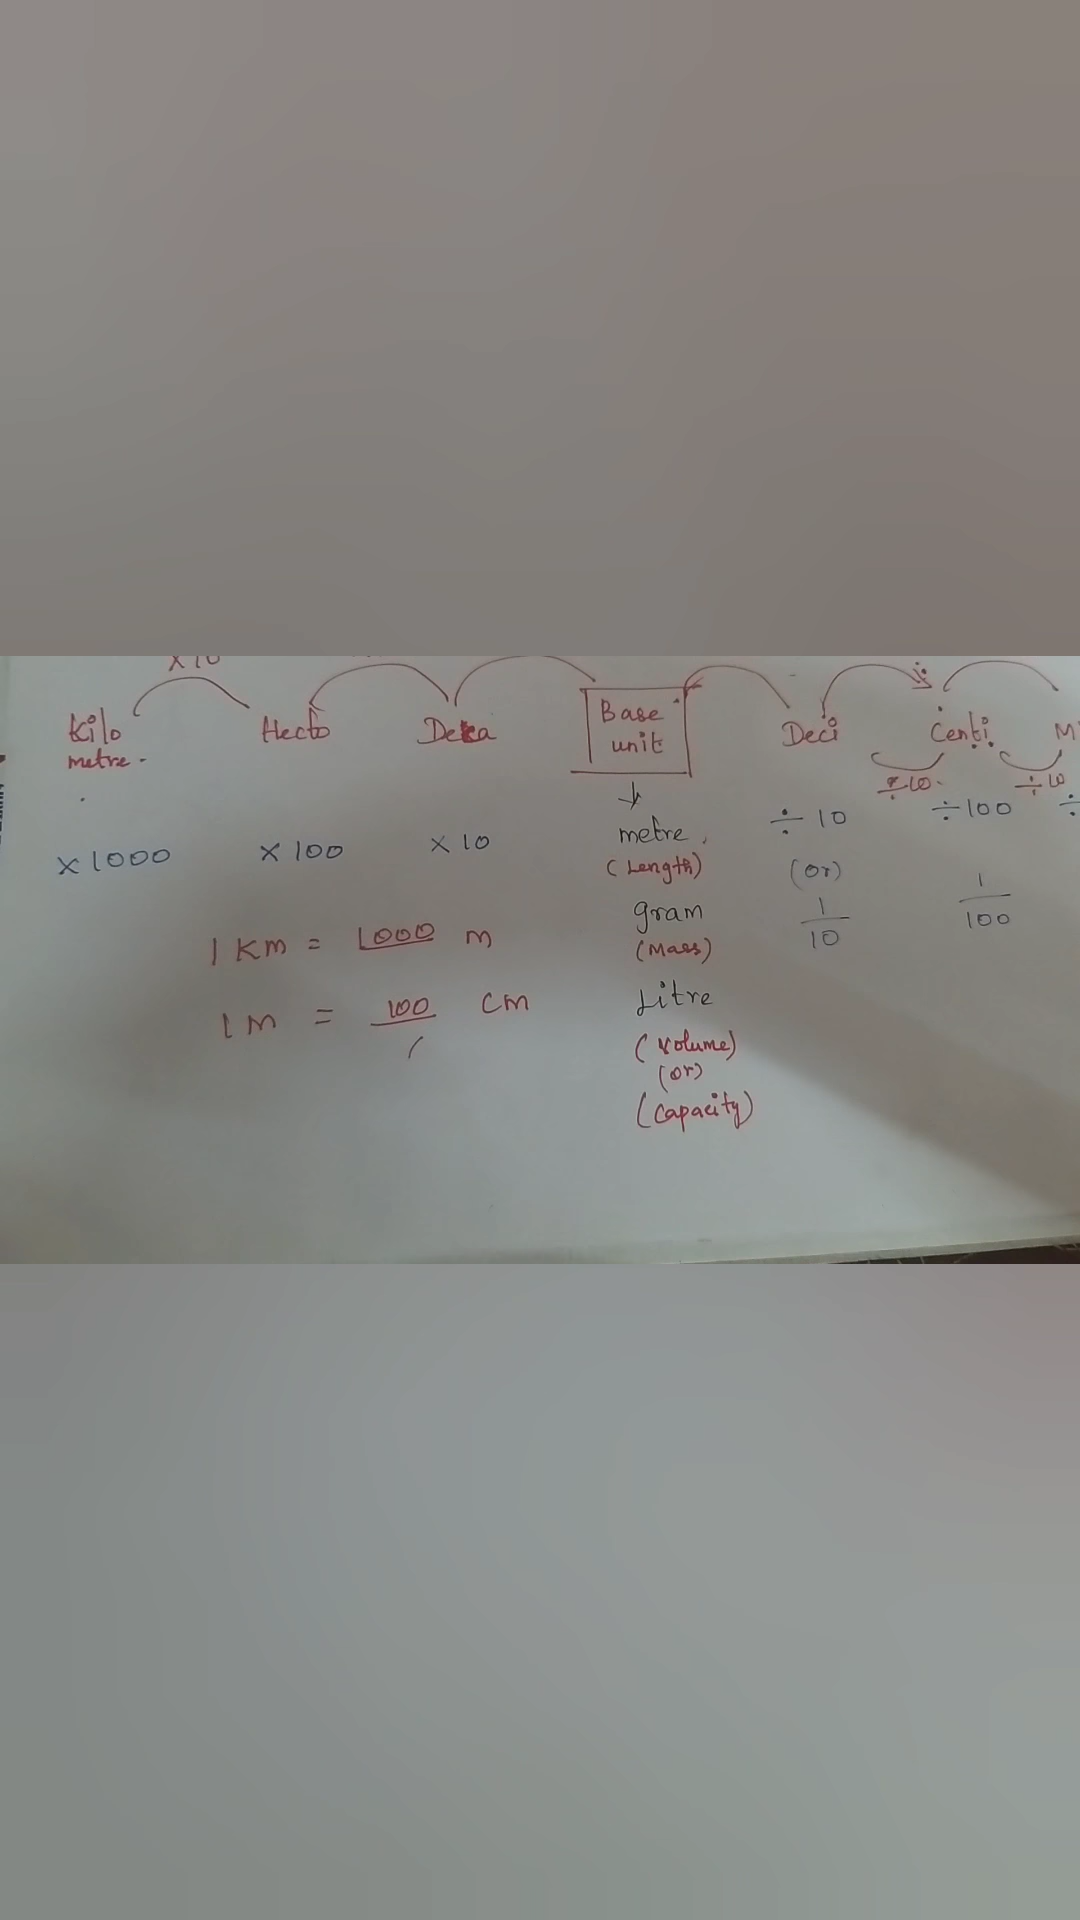 × 10
Kilo Hecto Deka Base unit Deci Centi M
metre.
÷10. ÷10
× 1000 × 100 × 10 metre, ÷ 10 ÷100 ÷
(Length) (or)
gram 1/10 1/100
(Mass)
1 Km = 1000 m
Litre
1 m = 100 cm
(Volume)
(or)
(Capacity)